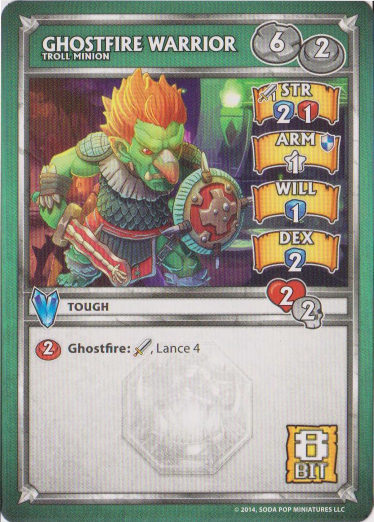 GHOSTFIRE WARRIOR
TROLL MINION
6 2
STR
2 1
ARM
1
WILL
1
DEX
2
2
2
TOUGH
2 Ghostfire: , Lance 4
8
BIT
© 2014, SODA POP MINIATURES LLC